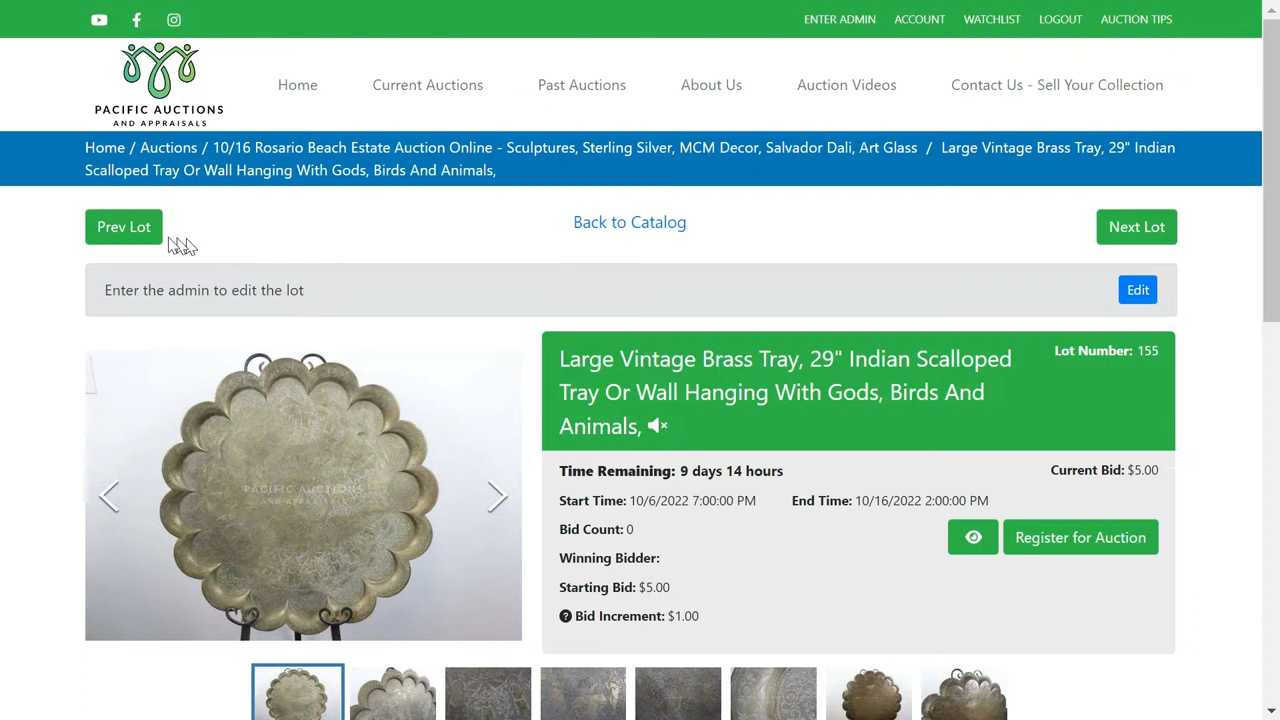 ENTER ADMIN ACCOUNT WATCHLIST LOGOUT AUCTION TIPS
PACIFIC AUCTIONS
AND APPRAISALS
Home Current Auctions Past Auctions About Us Auction Videos Contact Us - Sell Your Collection
Home / Auctions / 10/16 Rosario Beach Estate Auction Online - Sculptures, Sterling Silver, MCM Decor, Salvador Dali, Art Glass / Large Vintage Brass Tray, 29" Indian
Scalloped Tray Or Wall Hanging With Gods, Birds And Animals,
Prev Lot Back to Catalog Next Lot
Enter the admin to edit the lot Edit
Large Vintage Brass Tray, 29" Indian Scalloped
Tray Or Wall Hanging With Gods, Birds And
Animals,
Lot Number: 155
Time Remaining: 9 days 14 hours Current Bid: $5.00
Start Time: 10/6/2022 7:00:00 PM End Time: 10/16/2022 2:00:00 PM
Bid Count: 0
Register for Auction
Winning Bidder:
Starting Bid: $5.00
Bid Increment: $1.00
PACIFIC AUCTIONS
AND APPRAISALS